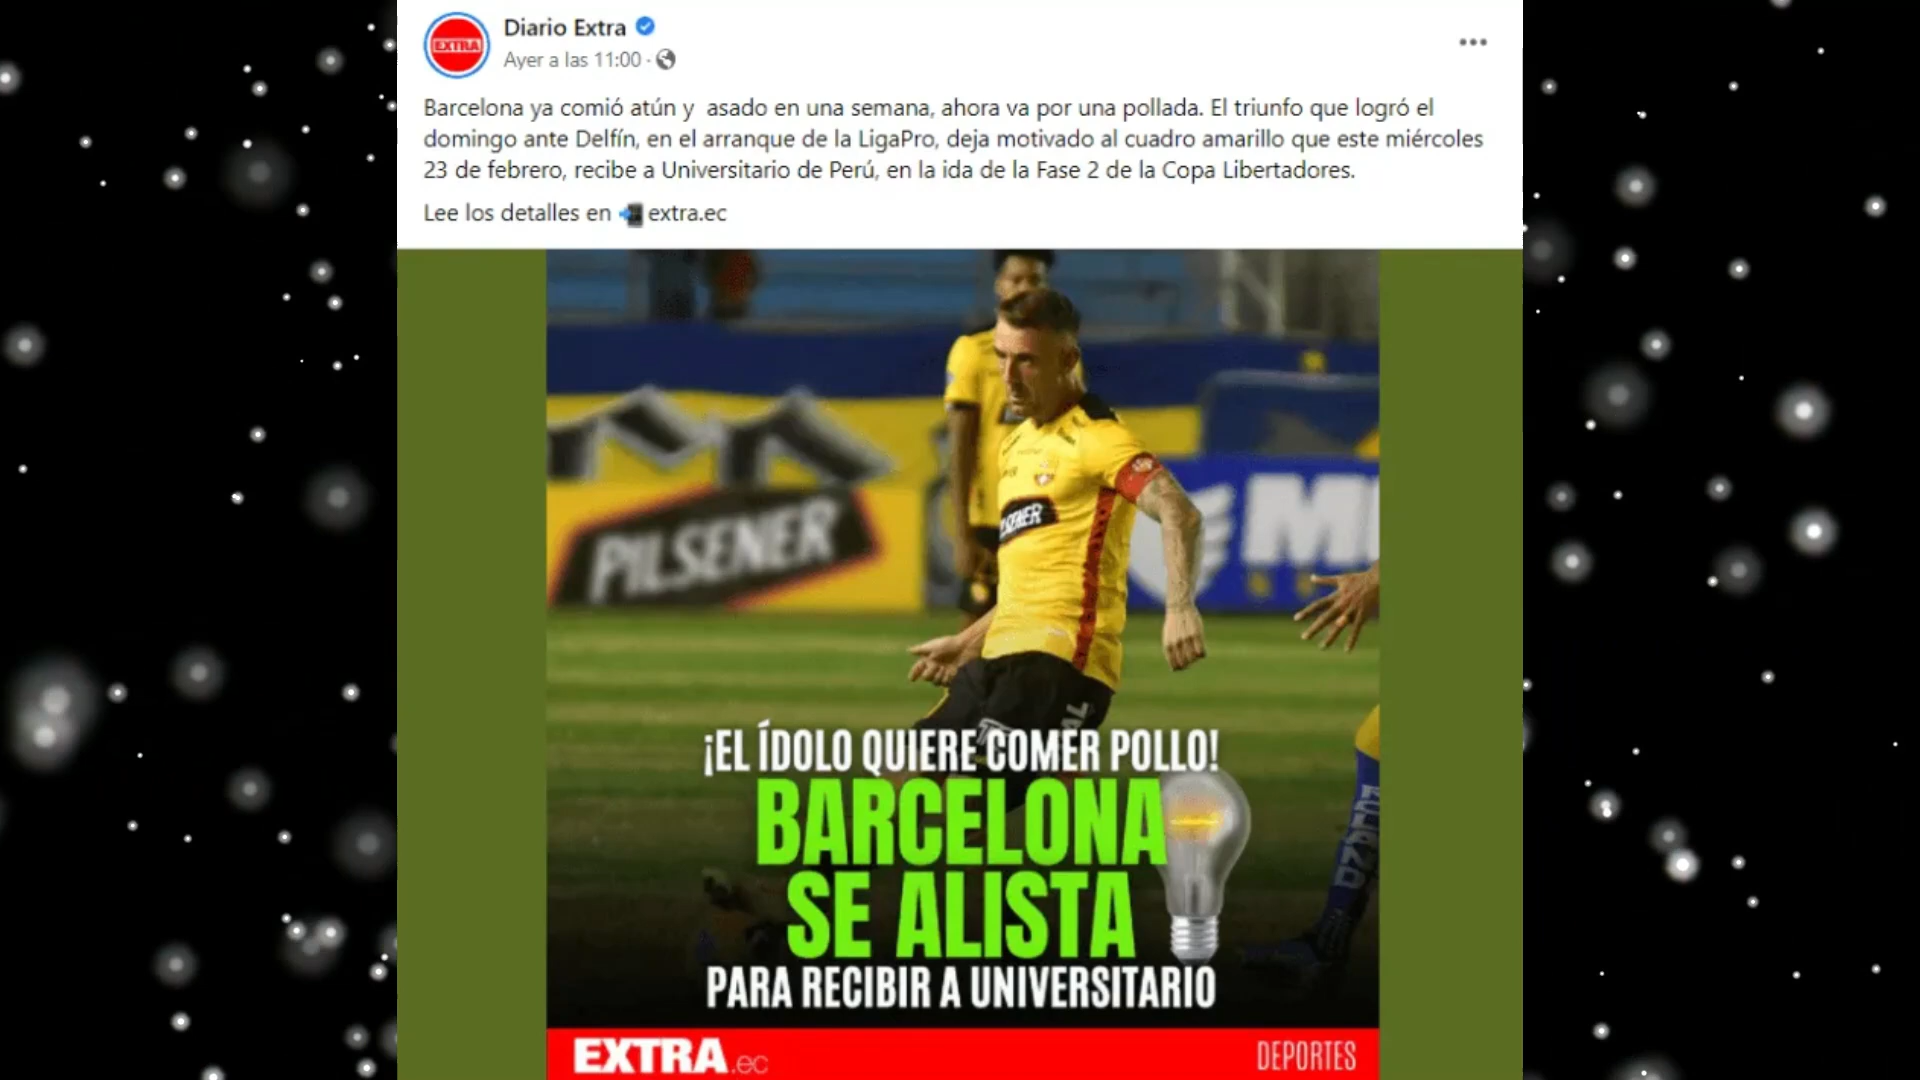 EXTRA
Diario Extra
Ayer a las 11:00 ·
Barcelona ya comió atún y asado en una semana, ahora va por una pollada. El triunfo que logró el
domingo ante Delfín, en el arranque de la LigaPro, deja motivado al cuadro amarillo que este miércoles
23 de febrero, recibe a Universitario de Perú, en la ida de la Fase 2 de la Copa Libertadores.
Lee los detalles en extra.ec
PILSENER
PILSENER
¡EL ÍDOLO QUIERE COMER POLLO!
BARCELONA
SE ALISTA
PARA RECIBIR A UNIVERSITARIO
EXTRA.ec
DEPORTES